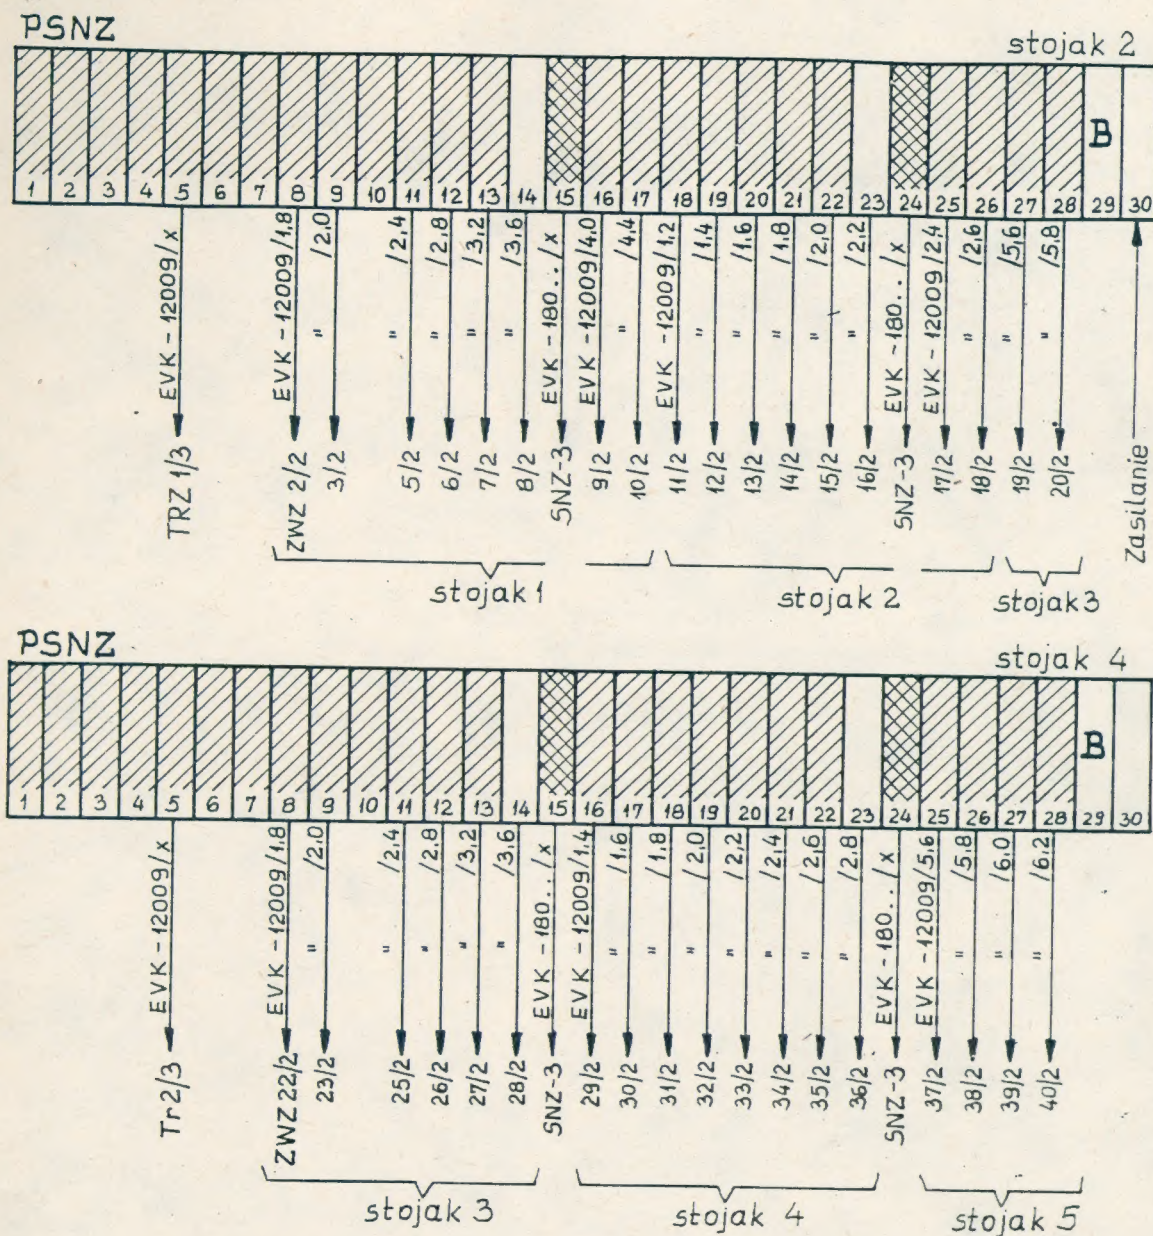 PSNZ
stojak 2
B
1 2 3 4 5 6 7 8 9 10 11 12 13 14 15 16 17 18 19 20 21 22 23 24 25 26 27 28 29 30
EVK-12009/x
EVK-12009/1,8
" /2,0
" /2,4
" /2,8
" /3,2
" /3,6
EVK-180../x
EVK-12009/4,0
" /4,4
EVK-12009/1,2
" /1,4
" /1,6
" /1,8
" /2,0
" /2,2
EVK-180../x
EVK-12009/2,4
" /2,6
" /5,6
" /5,8
TRZ 1/3
ZWZ 2/2
3/2
5/2
6/2
7/2
8/2
SNZ-3
9/2
10/2
11/2
12/2
13/2
14/2
15/2
16/2
SNZ-3
17/2
18/2
19/2
20/2
Zasilanie
stojak 1
stojak 2
stojak 3
PSNZ
stojak 4
B
1 2 3 4 5 6 7 8 9 10 11 12 13 14 15 16 17 18 19 20 21 22 23 24 25 26 27 28 29 30
EVK-12009/x
EVK-12009/1,8
" /2,0
" /2,4
" /2,8
" /3,2
" /3,6
EVK-180../x
EVK-12009/1,4
" /1,6
" /1,8
" /2,0
" /2,2
" /2,4
" /2,6
" /2,8
EVK-180../x
EVK-12009/5,6
" /5,8
" /6,0
" /6,2
Tr2/3
ZWZ 22/2
23/2
25/2
26/2
27/2
28/2
SNZ-3
29/2
30/2
31/2
32/2
33/2
34/2
35/2
36/2
SNZ-3
37/2
38/2
39/2
40/2
stojak 3
stojak 4
stojak 5